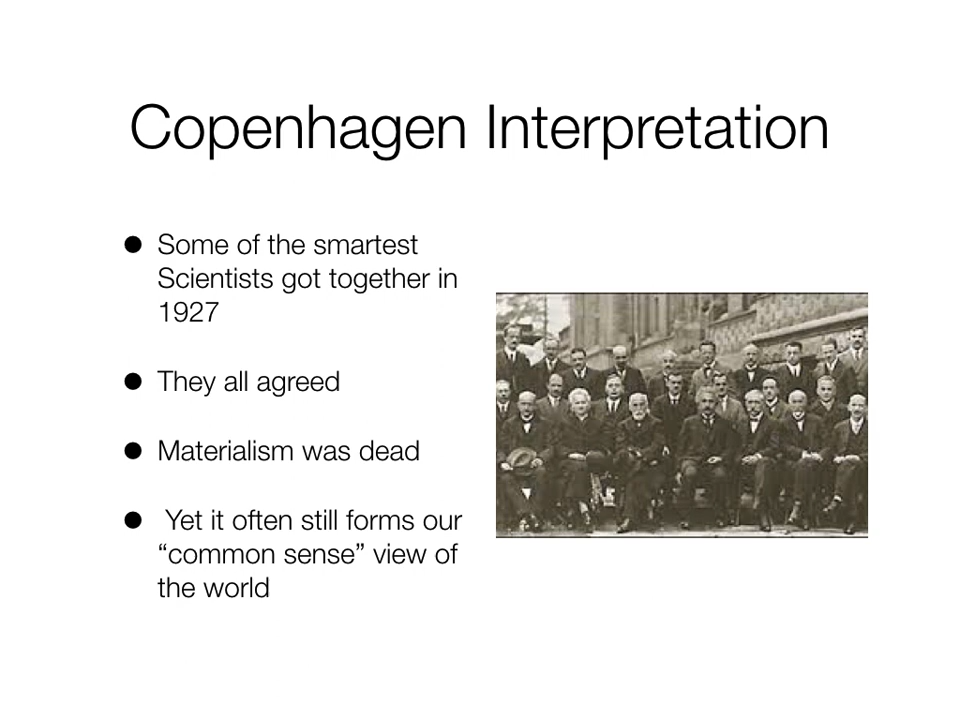 Copenhagen Interpretation
● Some of the smartest
Scientists got together in
1927
● They all agreed
● Materialism was dead
● Yet it often still forms our
“common sense” view of
the world